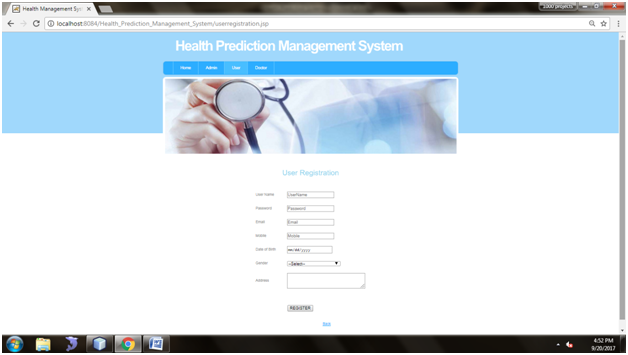 Health Management Sy
1000 projects
localhost:8084/Health_Prediction_Management_System/userregistration.jsp
Health Prediction Management System
Home Admin User Doctor
User Registration
User name UserName
Password Password
Email Email
Mobile Mobile
Date of Birth mm/dd/yyyy
Gender --Select--
Address
REGISTER
Back
4:52 PM
9/20/2017